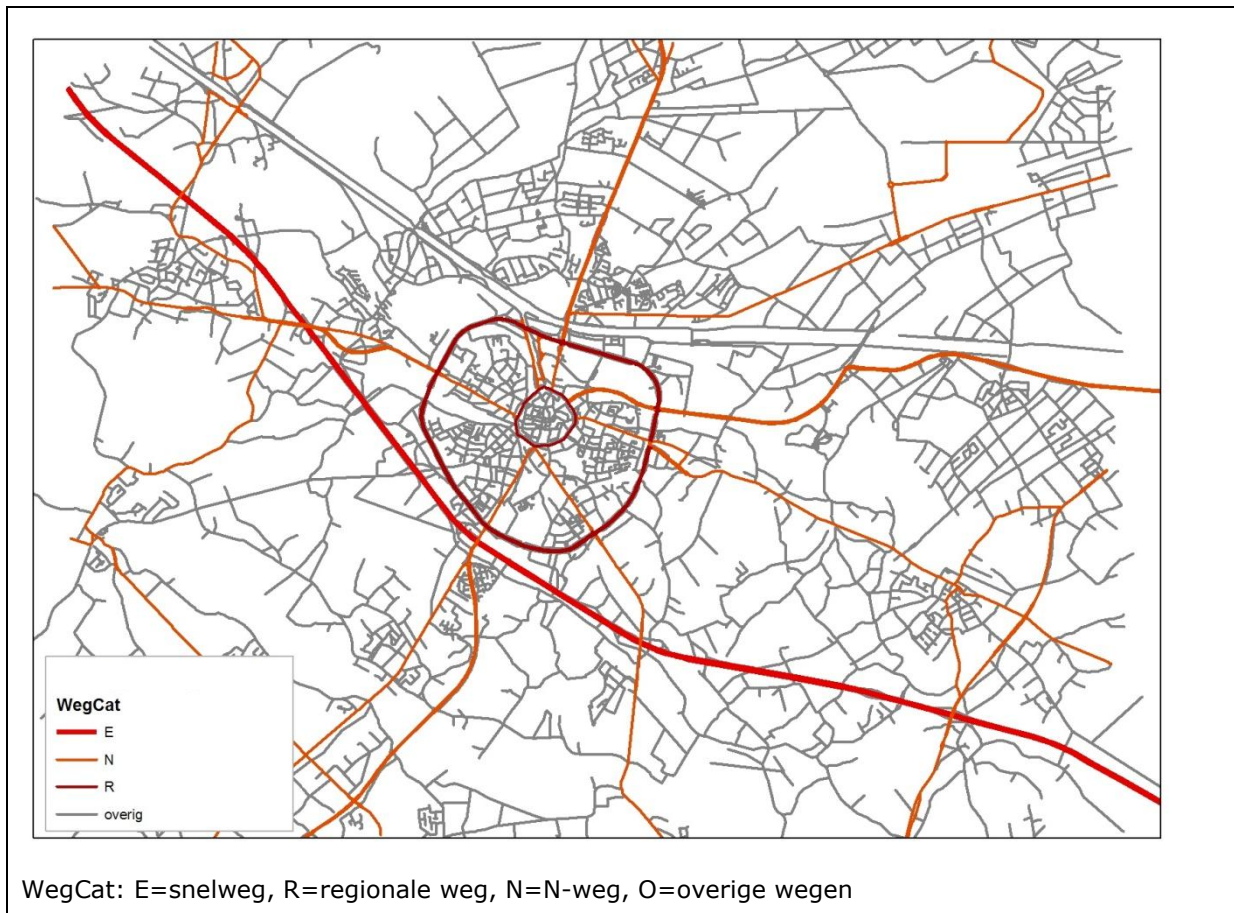 WegCat
E
N
R
overig
WegCat: E=snelweg, R=regionale weg, N=N-weg, O=overige wegen